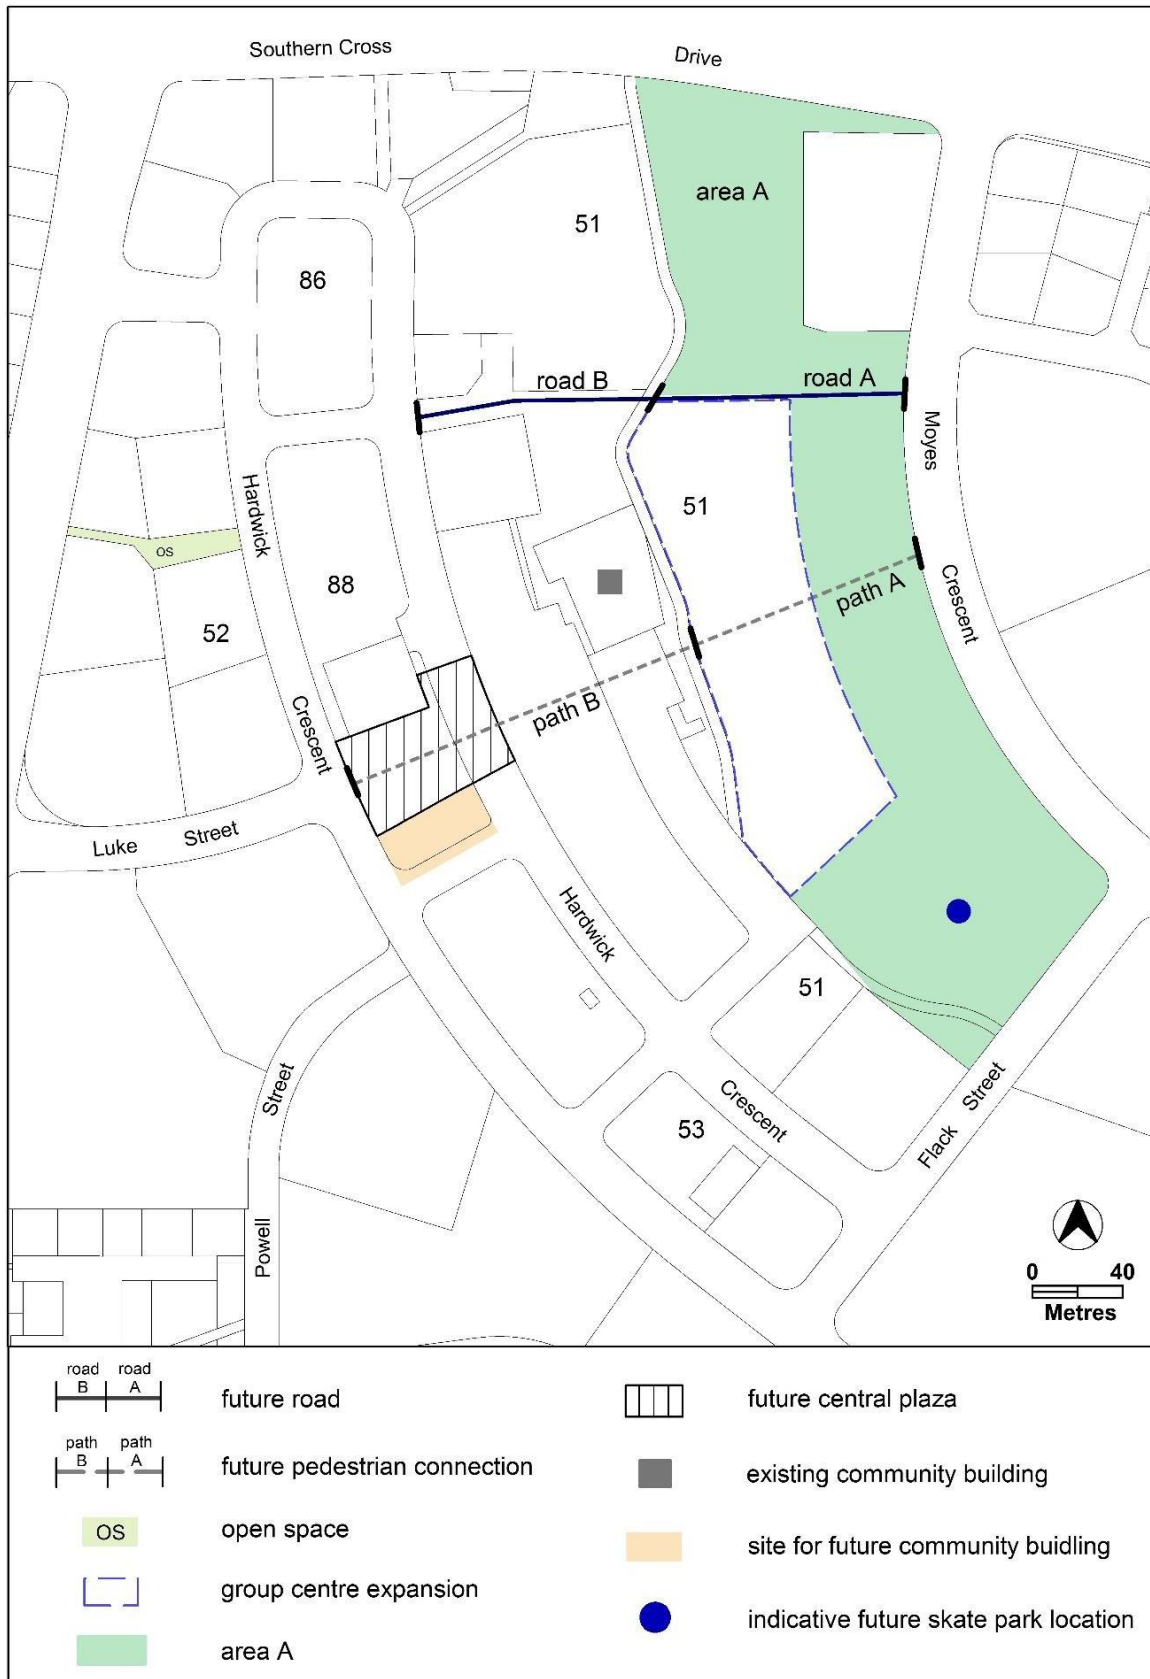 Southern Cross
Drive
area A
51
86
road B
road A
Moyes
Hardwick
51
OS
88
path A
Crescent
52
path B
Crescent
Luke Street
Hardwick
51
Street
Crescent
53
Flack Street
Powell
0 40
Metres
road B
road A
future road
path B
path A
future pedestrian connection
OS
open space
group centre expansion
area A
future central plaza
existing community building
site for future community buidling
indicative future skate park location